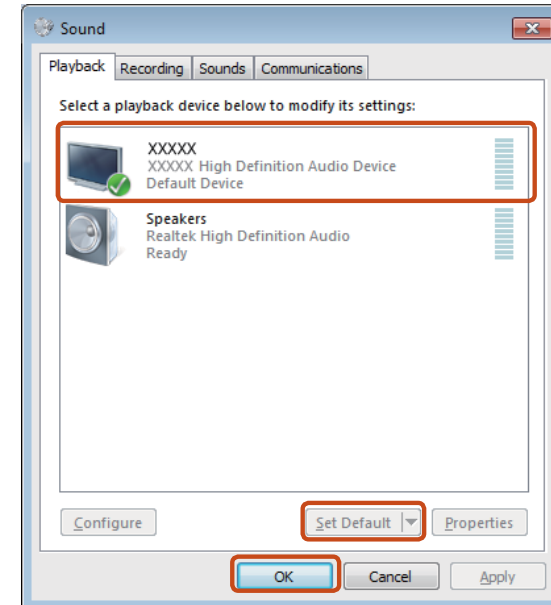 Sound
Playback Recording Sounds Communications
Select a playback device below to modify its settings:
XXXXX
XXXXX High Definition Audio Device
Default Device
Speakers
Realtek High Definition Audio
Ready
Configure Set Default Properties
OK Cancel Apply